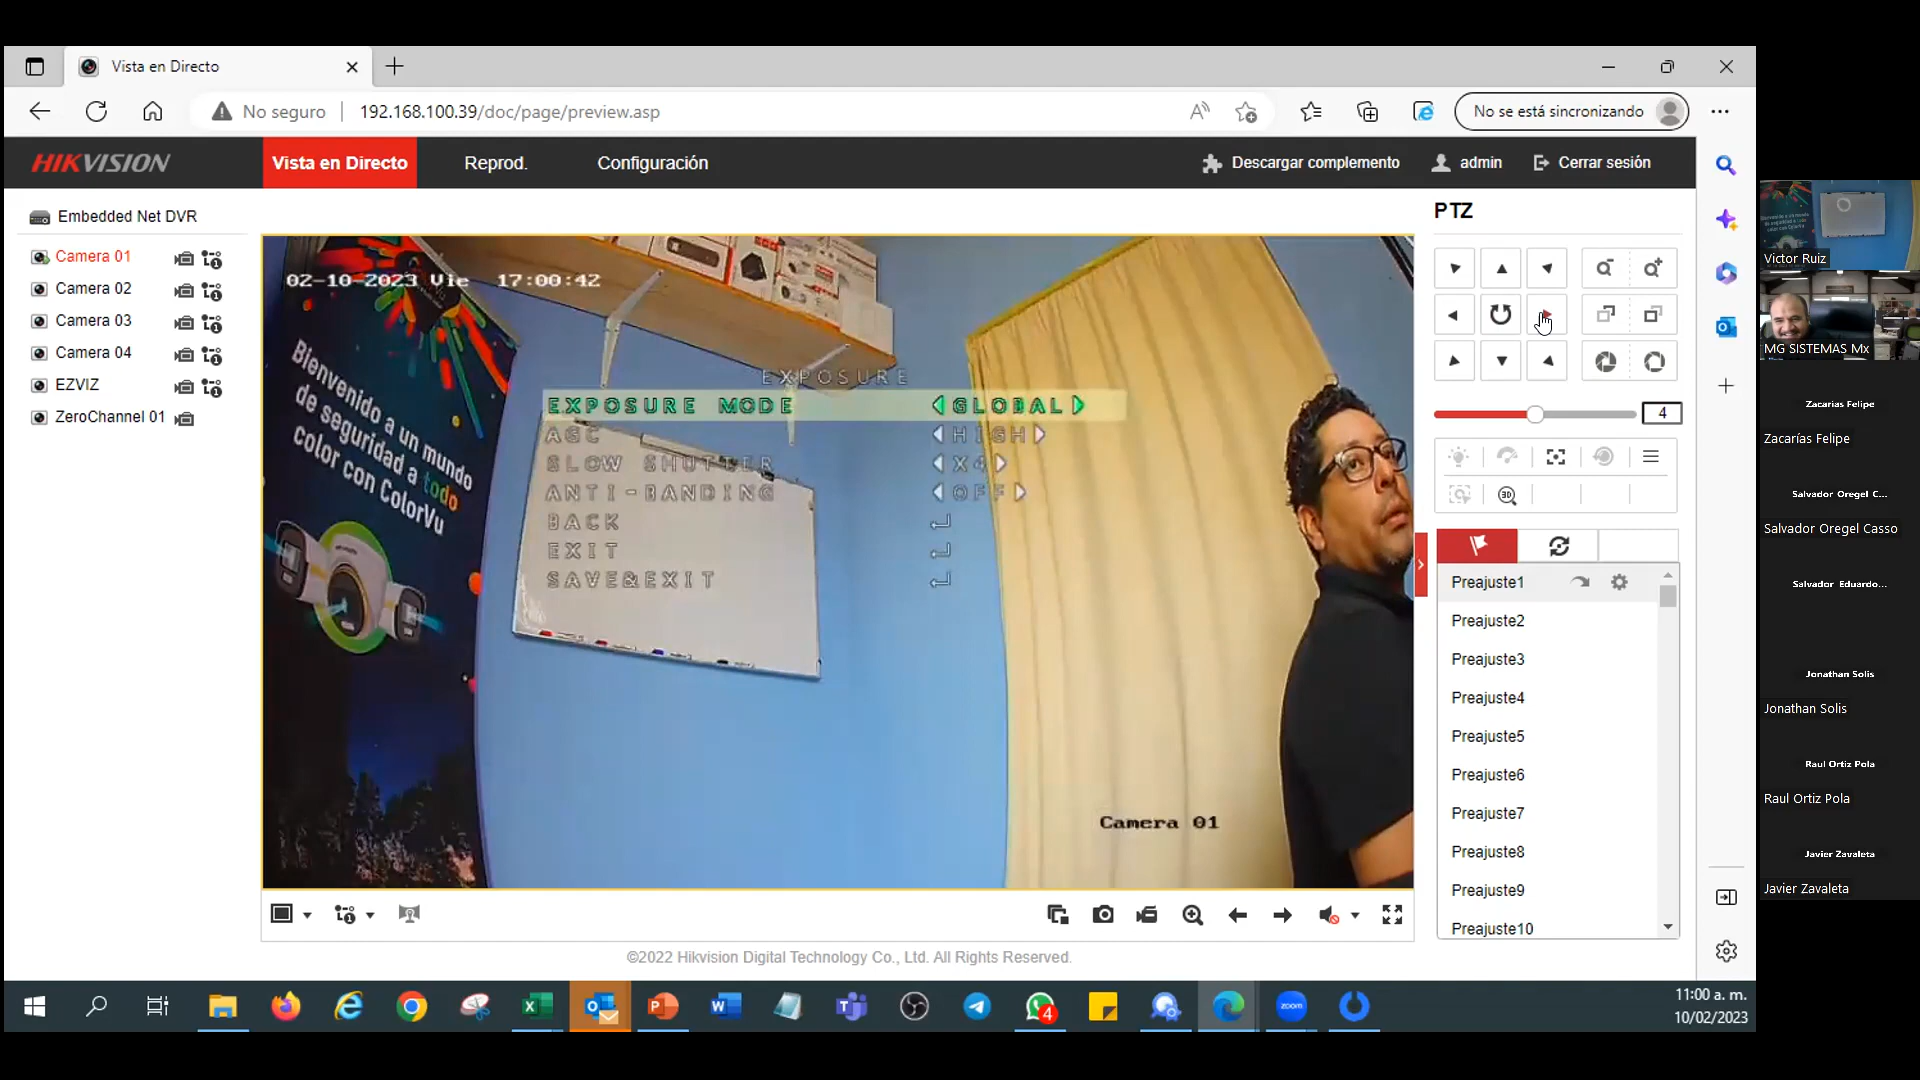 Vista en Directo
No seguro
192.168.100.39/doc/page/preview.asp
No se está sincronizando
HIKVISION
Vista en Directo
Reprod.
Configuración
Descargar complemento
admin
Cerrar sesión
Embedded Net DVR
Camera 01
Camera 02
Camera 03
Camera 04
EZVIZ
ZeroChannel 01
02-10-2023 Vie 17:00:42
Bienvenido a un mundo
de seguridad a todo
color con ColorVu
EXPOSURE
EXPOSURE MODE GLOBAL
AGC HIGH
SLOW SHUTTER X4
ANTI-BANDING OFF
BACK
EXIT
SAVE&EXIT
Camera 01
PTZ
4
3D
Preajuste1
Preajuste2
Preajuste3
Preajuste4
Preajuste5
Preajuste6
Preajuste7
Preajuste8
Preajuste9
Preajuste10
©2022 Hikvision Digital Technology Co., Ltd. All Rights Reserved.
4
zoom
11:00 a. m.
10/02/2023
Victor Ruiz
MG SISTEMAS Mx
Zacarias Felipe
Zacarías Felipe
Salvador Oregel C...
Salvador Oregel Casso
Salvador Eduardo...
Jonathan Solis
Jonathan Solis
Raul Ortiz Pola
Raul Ortiz Pola
Javier Zavaleta
Javier Zavaleta